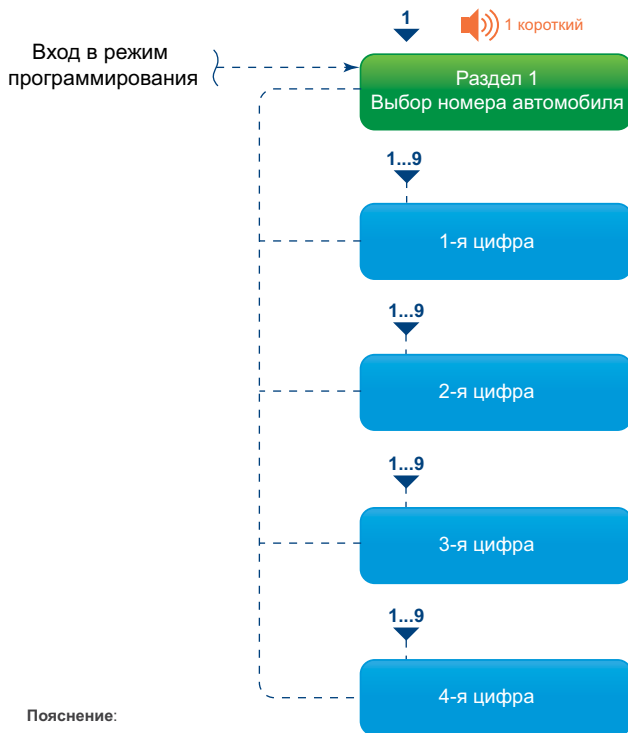 1
1 короткий
Вход в режим
программирования
Раздел 1
Выбор номера автомобиля
1...9
1-я цифра
1...9
2-я цифра
1...9
3-я цифра
1...9
4-я цифра
Пояснение: